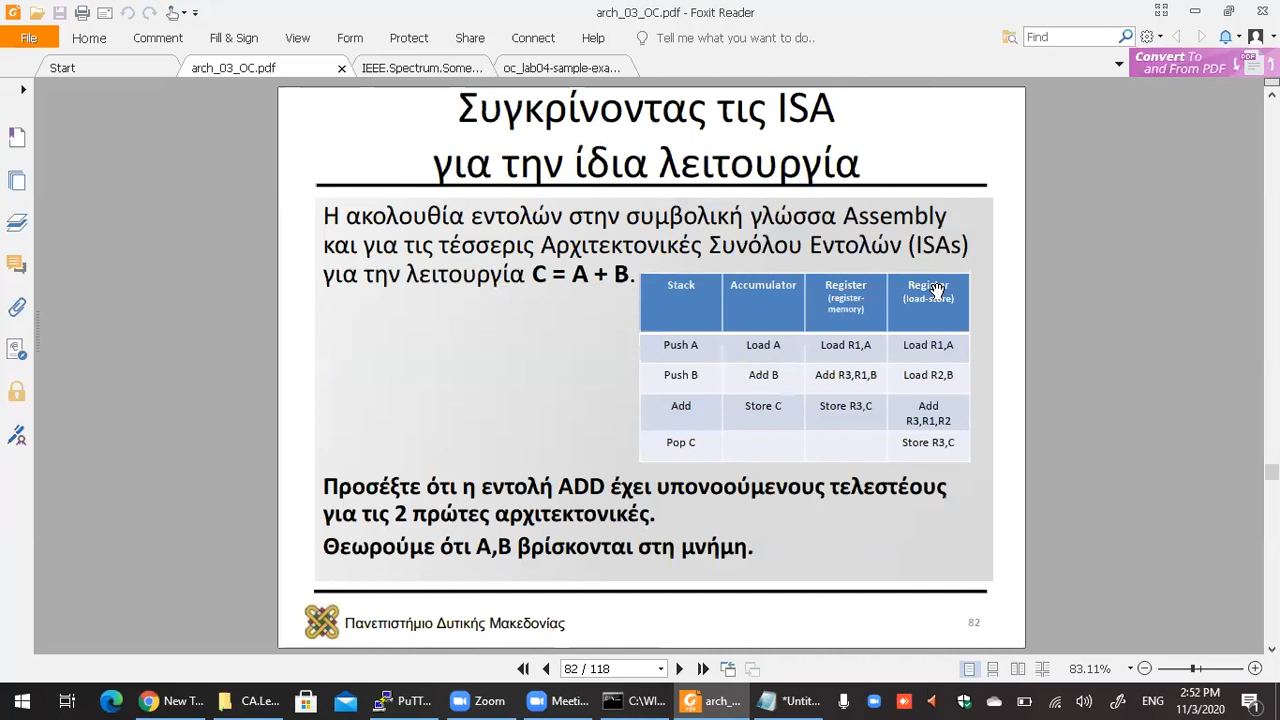 arch_03_OC.pdf - Foxit Reader
File Home Comment Fill & Sign View Form Protect Share Connect Help Tell me what you want to do.. Find
Start arch_03_OC.pdf IEEE.Spectrum.Some... oc_lab04-sample-exa...
Convert To
and From PDF
Συγκρίνοντας τις ISA
για την ίδια λειτουργία
Η ακολουθία εντολών στην συμβολική γλώσσα Assembly
και για τις τέσσερις Αρχιτεκτονικές Συνόλου Εντολών (ISAs)
για την λειτουργία C = A + B.
Stack Accumulator Register Register
(register- (load-store)
memory)
Push A Load A Load R1,A Load R1,A
Push B Add B Add R3,R1,B Load R2,B
Add Store C Store R3,C Add
R3,R1,R2
Pop C Store R3,C
Προσέξτε ότι η εντολή ADD έχει υπονοούμενους τελεστέους
για τις 2 πρώτες αρχιτεκτονικές.
Θεωρούμε ότι A,B βρίσκονται στη μνήμη.
Πανεπιστήμιο Δυτικής Μακεδονίας 82
82 / 118 83.11%
New T... CA.Le... PuTT... Zoom Meeti... C:\WI... arch_... *Untit... ENG 2:52 PM
11/3/2020